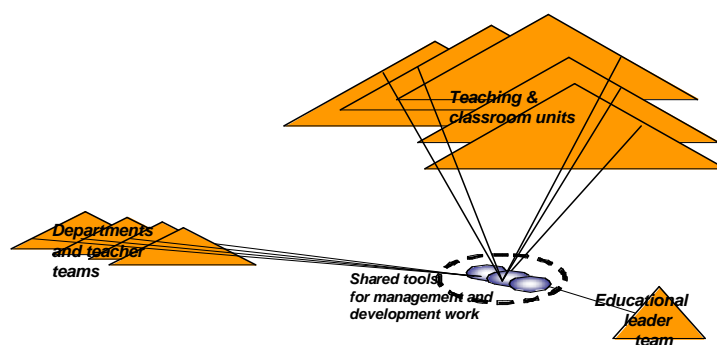 Teaching &
classroom units
Departments
and teacher
teams
Shared tools
for management and
development work
Educational
leader
team